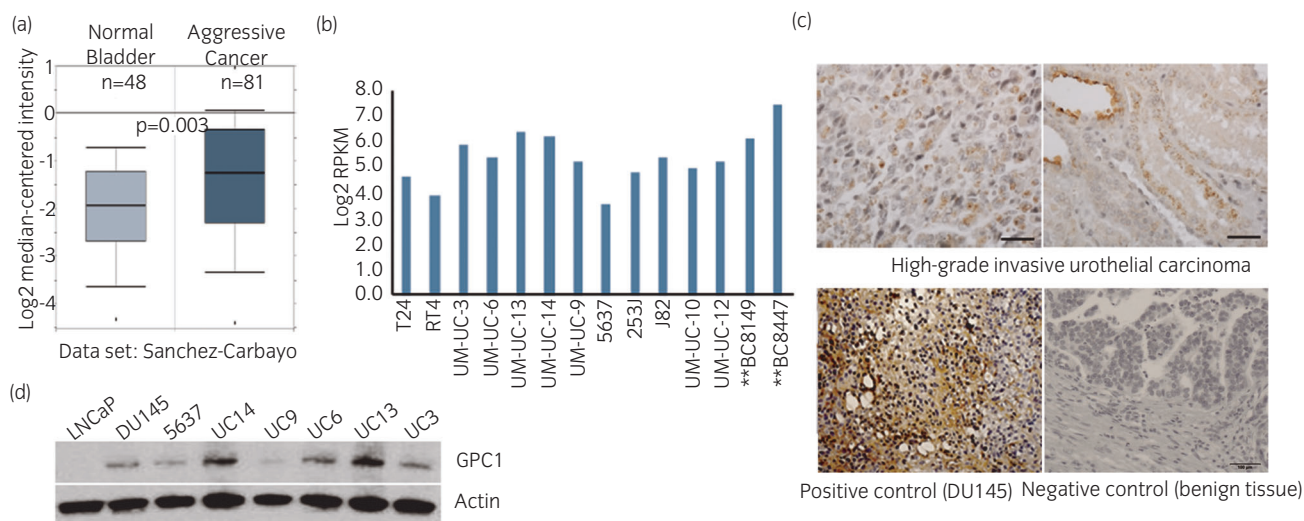 (a)
Normal
Bladder
n=48
Aggressive
Cancer
n=81
Log2 median-centered intensity
1
0
-1
-2
-3
-4
p=0.003
Data set: Sanchez-Carbayo
(b)
Log2 RPKM
8.0
7.0
6.0
5.0
4.0
3.0
2.0
1.0
0.0
T24
RT4
UM-UC-3
UM-UC-6
UM-UC-13
UM-UC-14
UM-UC-9
5637
253J
J82
UM-UC-10
UM-UC-12
**BC8149
**BC8447
(c)
High-grade invasive urothelial carcinoma
Positive control (DU145) Negative control (benign tissue)
(d)
LNCaP
DU145
5637
UC14
UC9
UC6
UC13
UC3
GPC1
Actin